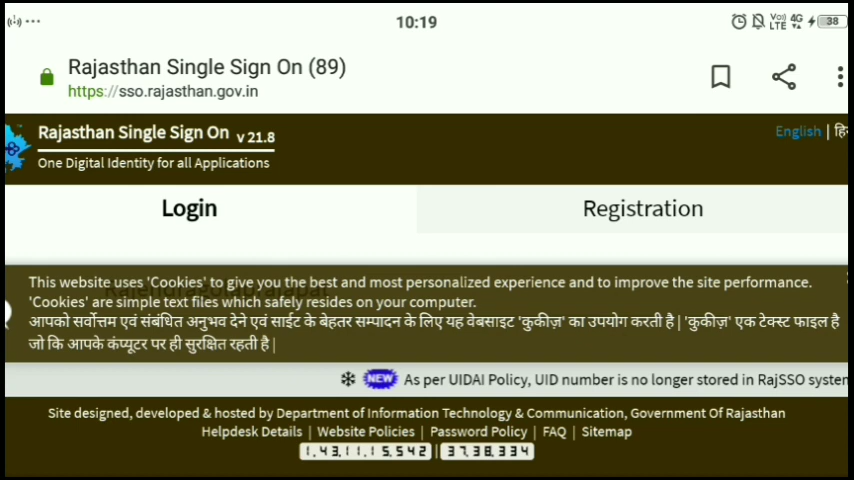 10:19
VoLTE 4G 38
Rajasthan Single Sign On (89)
https://sso.rajasthan.gov.in
Rajasthan Single Sign On v 21.8
English |
One Digital Identity for all Applications
Login Registration
This website uses 'Cookies' to give you the best and most personalized experience and to improve the site performance.
'Cookies' are simple text files which safely resides on your computer.
आपको सर्वोत्तम एवं संबंधित अनुभव देने एवं साईट के बेहतर सम्पादन के लिए यह वेबसाइट 'कुकीज़' का उपयोग करती है | 'कुकीज़' एक टेक्स्ट फाइल है
जो कि आपके कंप्यूटर पर ही सुरक्षित रहती है |
NEW As per UIDAI Policy, UID number is no longer stored in RajSSO system
Site designed, developed & hosted by Department of Information Technology & Communication, Government Of Rajasthan
Helpdesk Details | Website Policies | Password Policy | FAQ | Sitemap
1,43,11,15,542 | 37,38,334